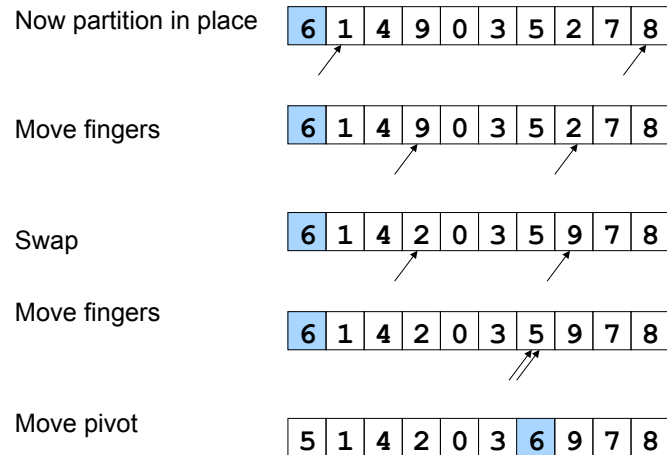 Now partition in place 6 1 4 9 0 3 5 2 7 8
Move fingers 6 1 4 9 0 3 5 2 7 8
Swap 6 1 4 2 0 3 5 9 7 8
Move fingers 6 1 4 2 0 3 5 9 7 8
Move pivot 5 1 4 2 0 3 6 9 7 8